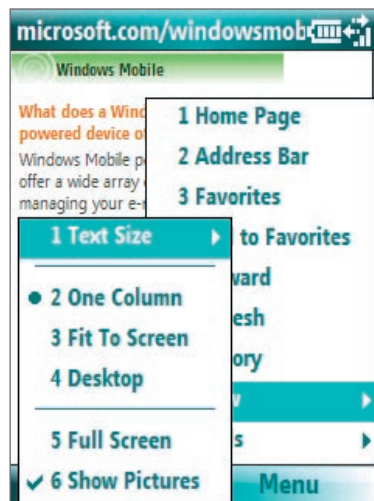 microsoft.com/windowsmob
Windows Mobile
What does a Wind
powered device o
Windows Mobile p
offer a wide array
managing your e-
1 Home Page
2 Address Bar
3 Favorites
to Favorites
ward
esh
ory
s
1 Text Size
2 One Column
3 Fit To Screen
4 Desktop
5 Full Screen
6 Show Pictures
Menu